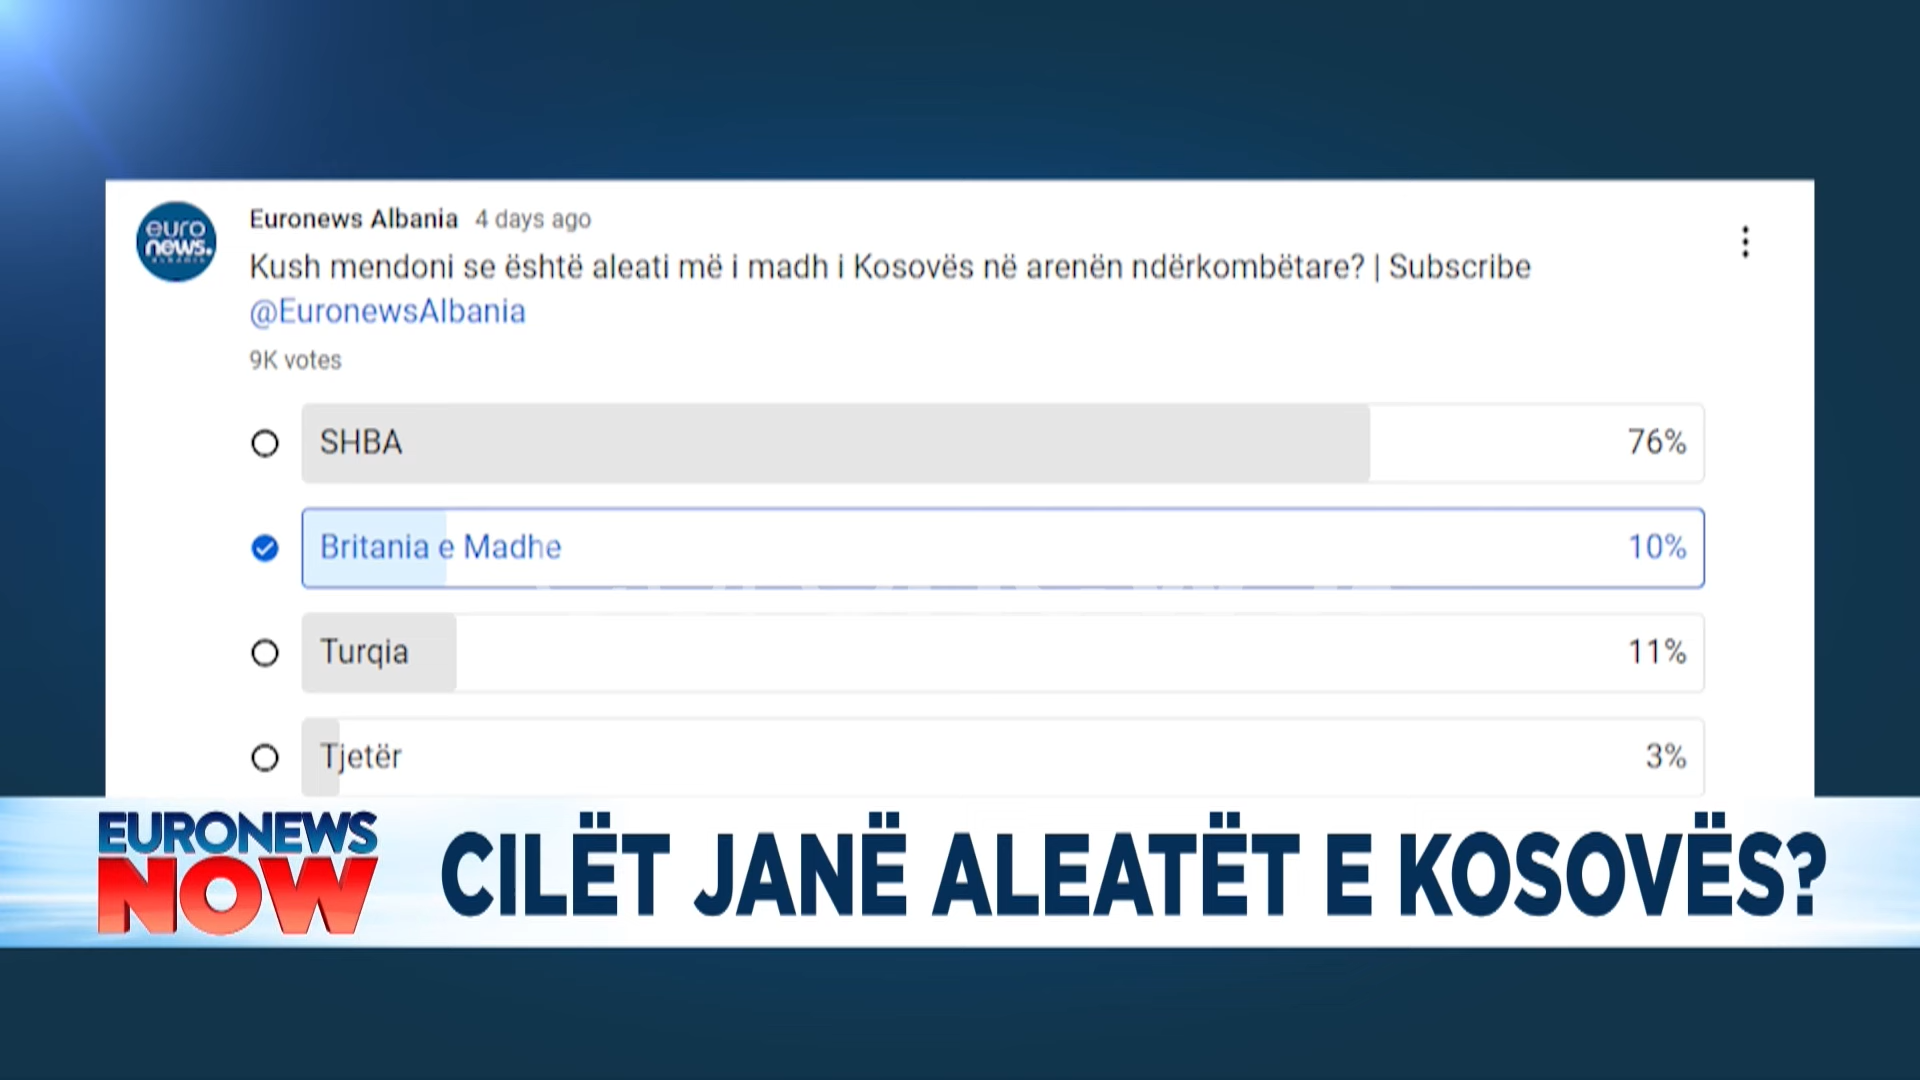 euro
news.
ALBANIA
Euronews Albania 4 days ago
Kush mendoni se është aleati më i madh i Kosovës në arenën ndërkombëtare? | Subscribe
@EuronewsAlbania
9K votes
SHBA 76%
Britania e Madhe 10%
Turqia 11%
Tjetër 3%
EURONEWS
NOW
CILËT JANË ALEATËT E KOSOVËS?